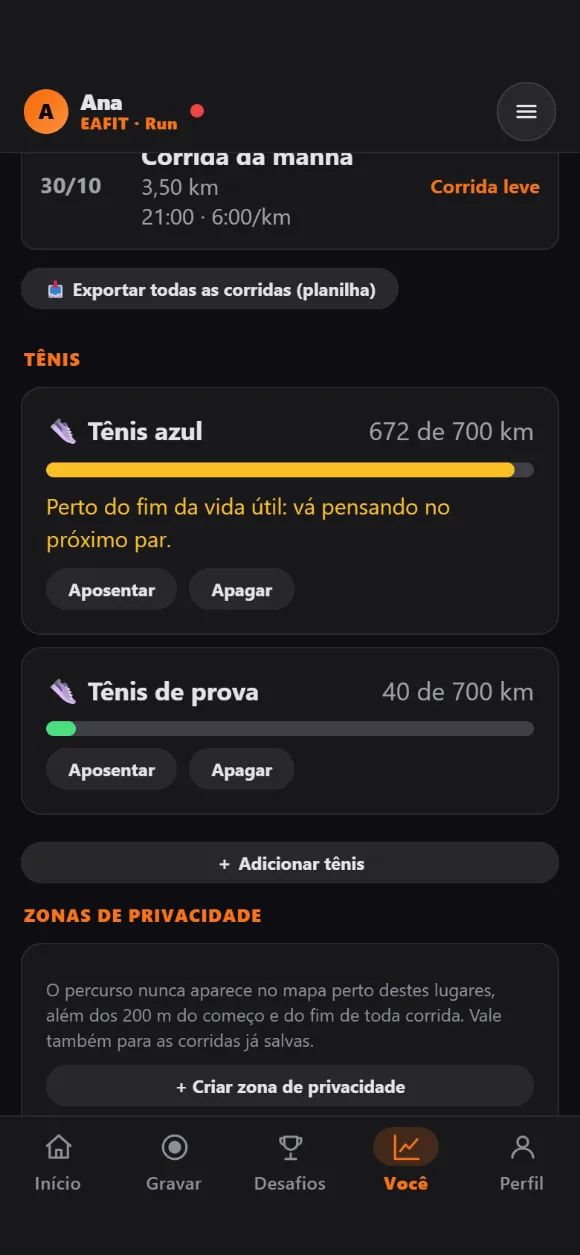 A
Ana
EAFIT · Run
Corrida da manhã
30/10
3,50 km
Corrida leve
21:00 · 6:00/km
Exportar todas as corridas (planilha)
TÊNIS
Tênis azul
672 de 700 km
Perto do fim da vida útil: vá pensando no
próximo par.
Aposentar
Apagar
Tênis de prova
40 de 700 km
Aposentar
Apagar
+ Adicionar tênis
ZONAS DE PRIVACIDADE
O percurso nunca aparece no mapa perto destes lugares,
além dos 200 m do começo e do fim de toda corrida. Vale
também para as corridas já salvas.
+ Criar zona de privacidade
Início
Gravar
Desafios
Você
Perfil